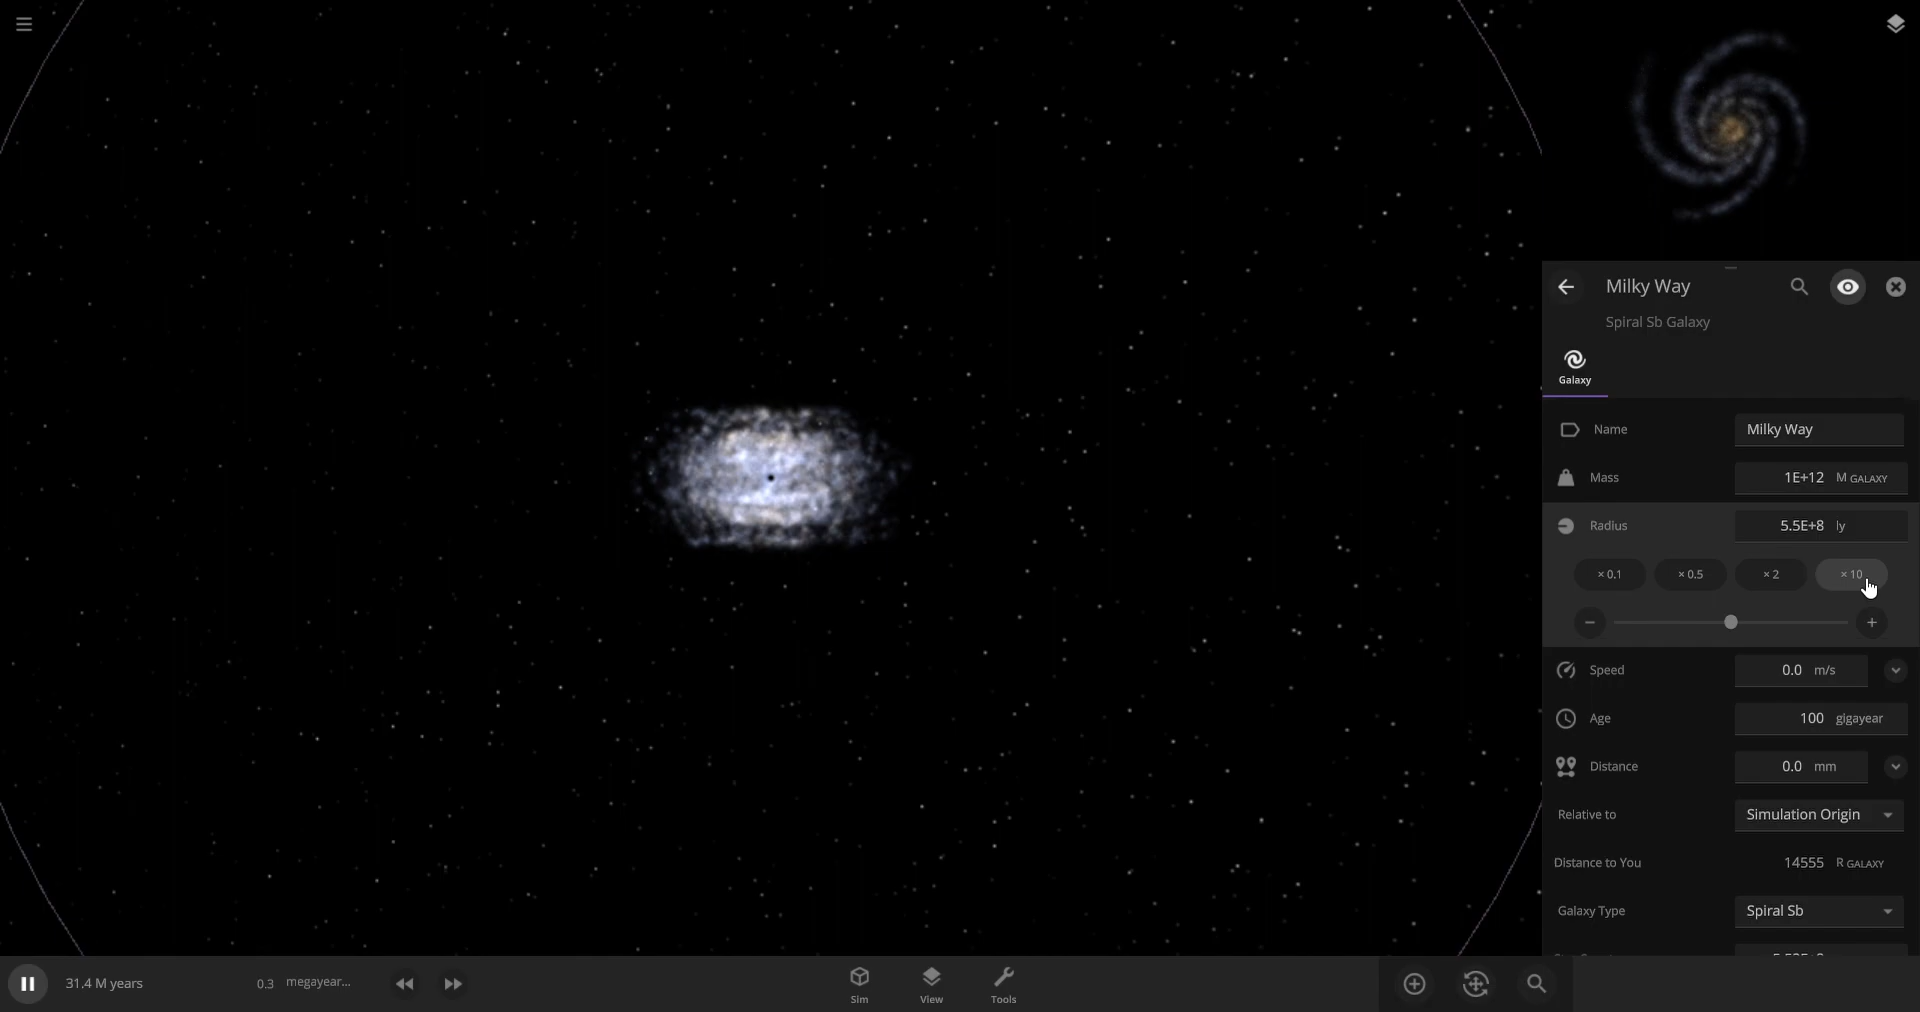 Milky Way
Spiral Sb Galaxy
Galaxy
Name Milky Way
Mass 1E+12 M GALAXY
Radius 5.5E+8 ly
× 0.1 × 0.5 × 2 × 10
Speed 0.0 m/s
Age 100 gigayear
Distance 0.0 mm
Relative to Simulation Origin
Distance to You 14555 R GALAXY
Galaxy Type Spiral Sb
31.4 M years 0.3 megayear...
Sim View Tools